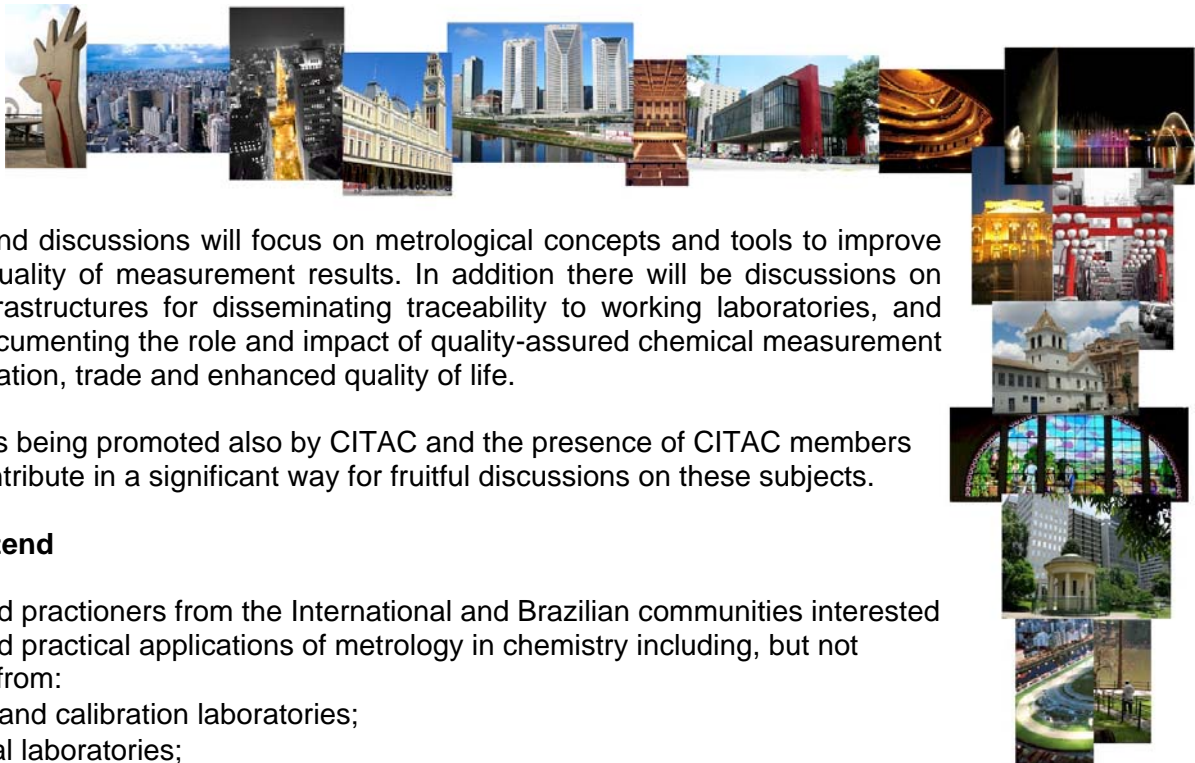 nd discussions will focus on metrological concepts and tools to improve
uality of measurement results. In addition there will be discussions on
rastructures for disseminating traceability to working laboratories, and
cumenting the role and impact of quality-assured chemical measurement
ation, trade and enhanced quality of life.
s being promoted also by CITAC and the presence of CITAC members
ntribute in a significant way for fruitful discussions on these subjects.
tend
d practioners from the International and Brazilian communities interested
d practical applications of metrology in chemistry including, but not
from:
and calibration laboratories;
al laboratories;